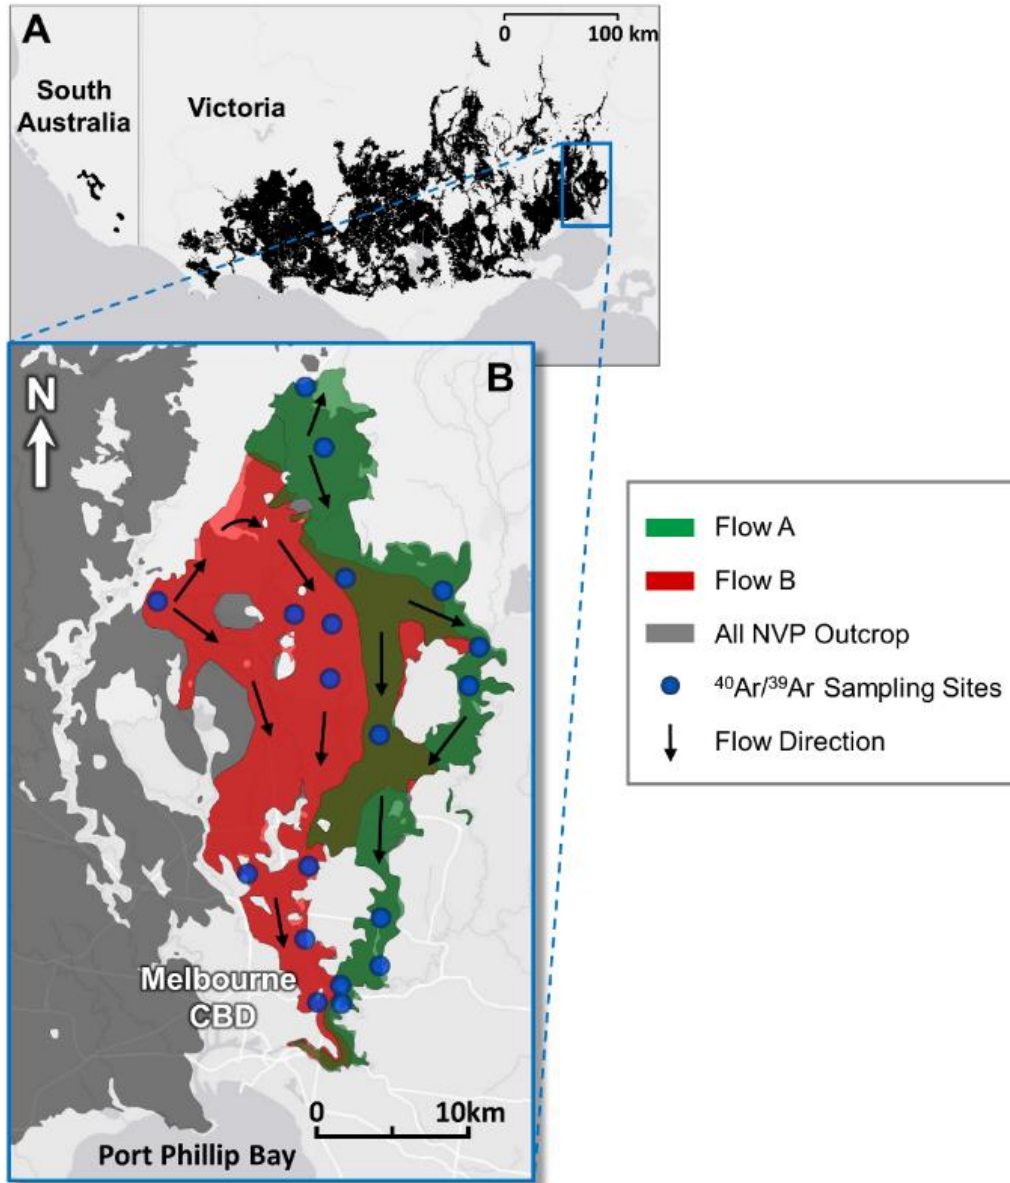 A
0 100 km
South
Australia
Victoria
B
N
Flow A
Flow B
All NVP Outcrop
⁴⁰Ar/³⁹Ar Sampling Sites
Flow Direction
Melbourne
CBD
0 10km
Port Phillip Bay